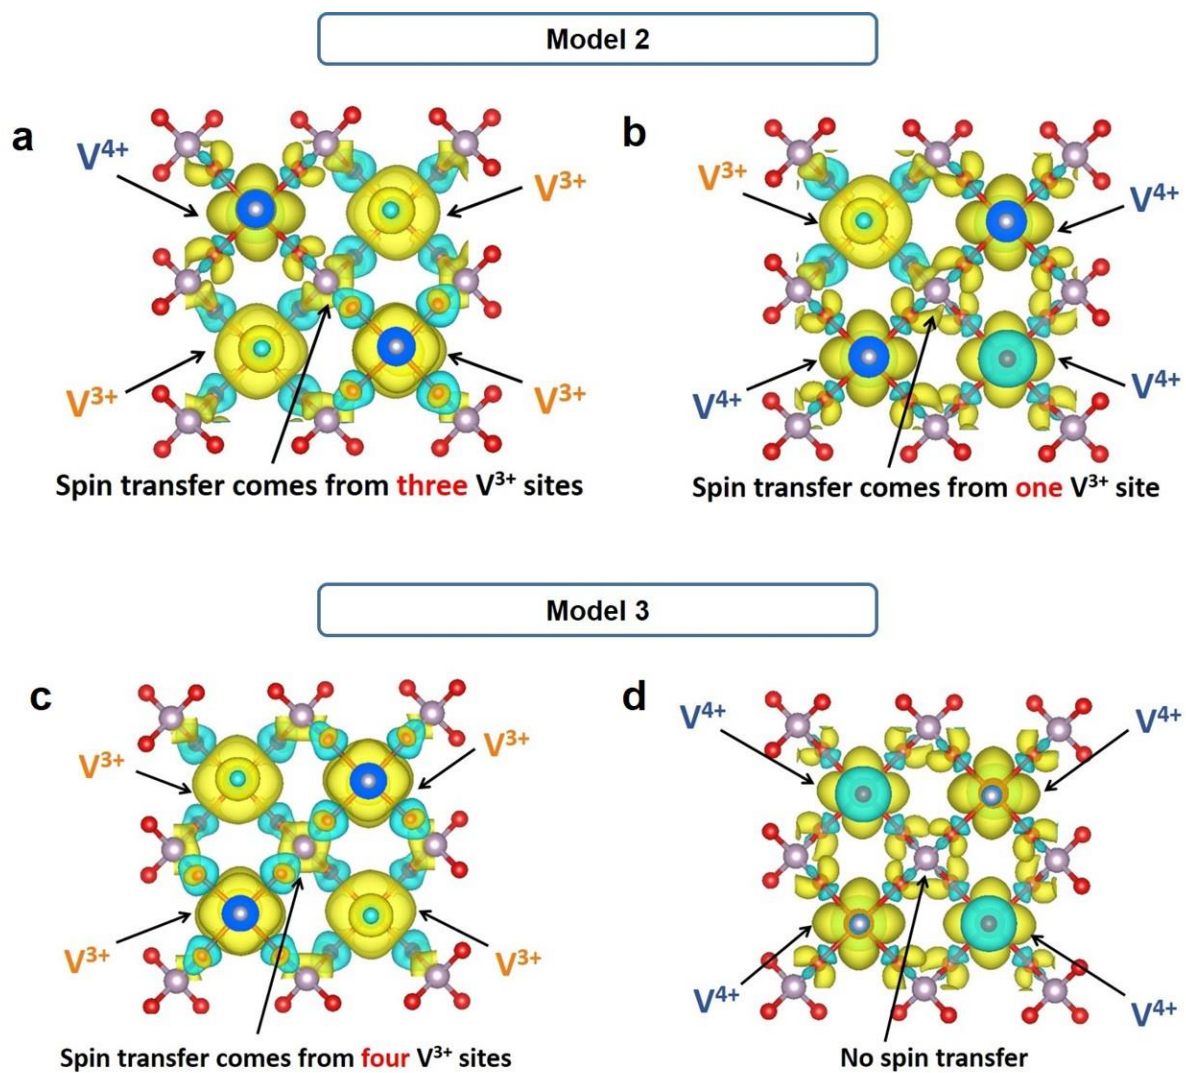 Model 2
a
b
V⁴⁺
V³⁺
V³⁺
V⁴⁺
V³⁺
V³⁺
V⁴⁺
V⁴⁺
Spin transfer comes from three V³⁺ sites
Spin transfer comes from one V³⁺ site
Model 3
c
d
V³⁺
V³⁺
V⁴⁺
V⁴⁺
V³⁺
V³⁺
V⁴⁺
V⁴⁺
Spin transfer comes from four V³⁺ sites
No spin transfer